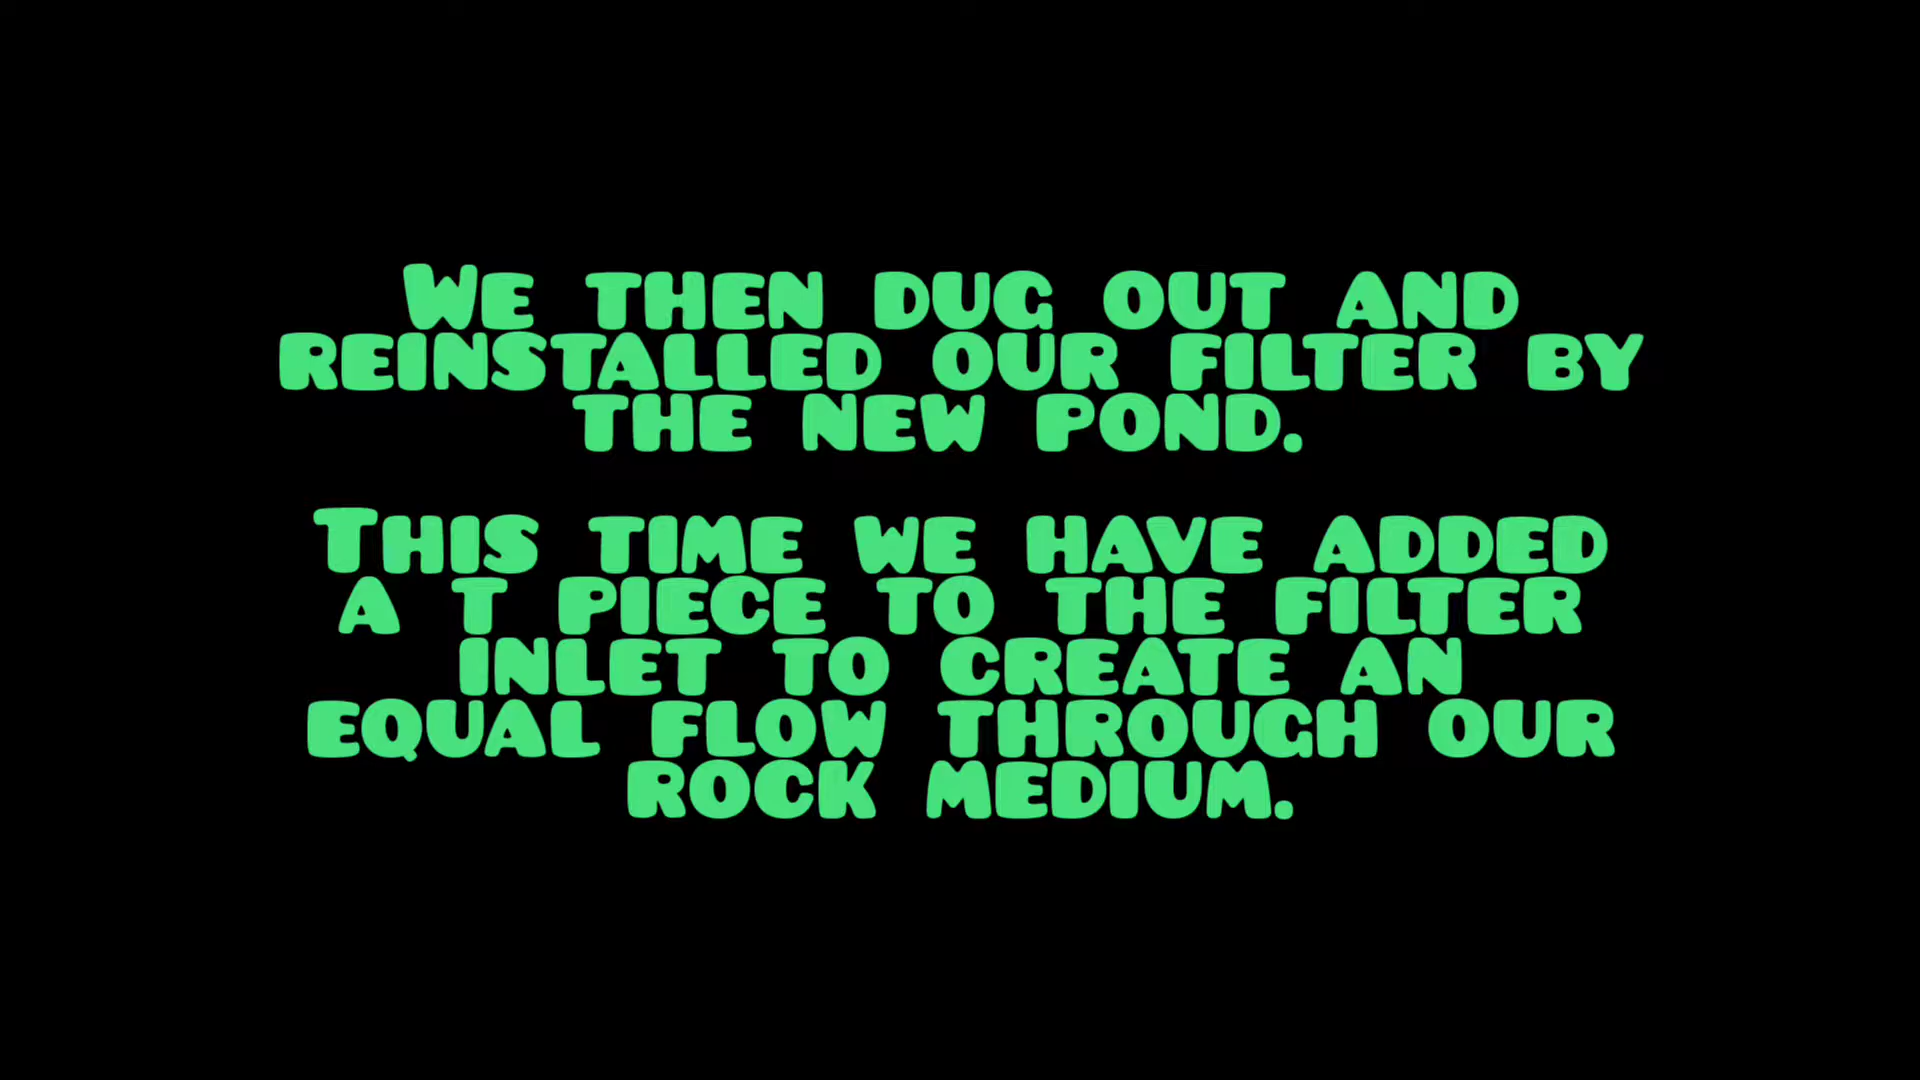 We then dug out and
reinstalled our filter by
the new pond.
This time we have added
a T piece to the filter
inlet to create an
equal flow through our
rock medium.